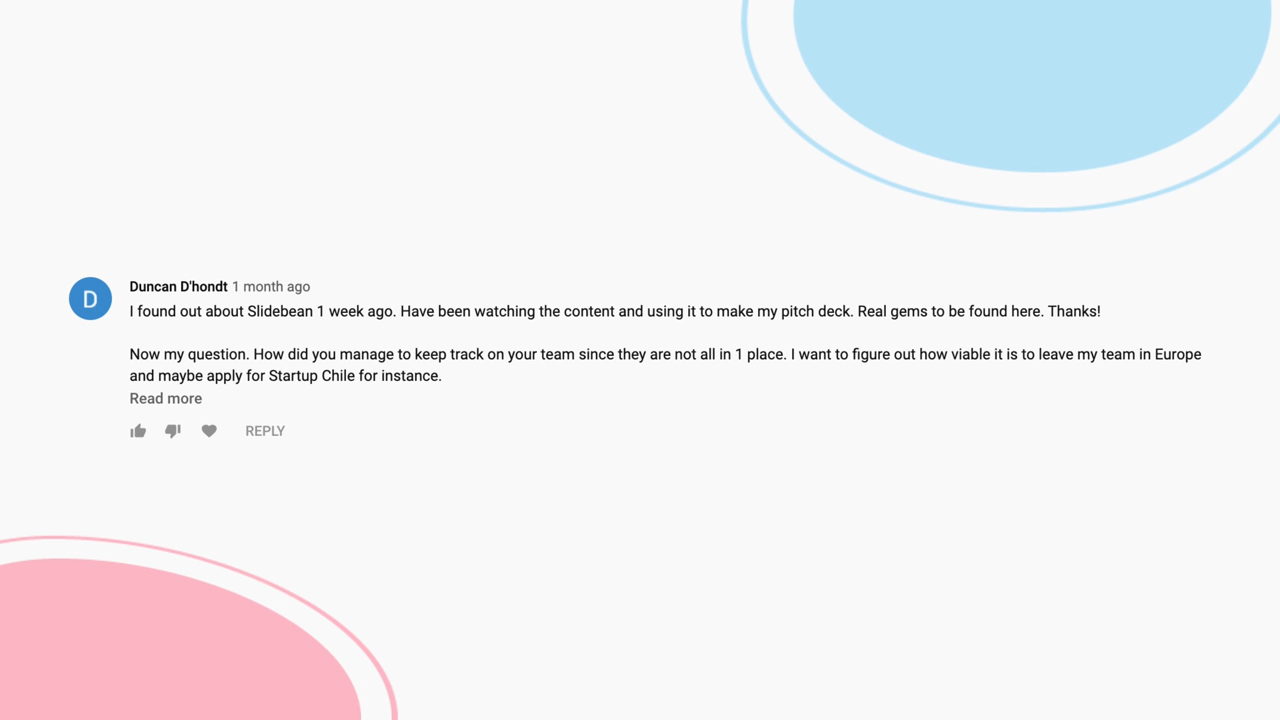 D
Duncan D'hondt 1 month ago
I found out about Slidebean 1 week ago. Have been watching the content and using it to make my pitch deck. Real gems to be found here. Thanks!
Now my question. How did you manage to keep track on your team since they are not all in 1 place. I want to figure out how viable it is to leave my team in Europe
and maybe apply for Startup Chile for instance.
Read more
REPLY